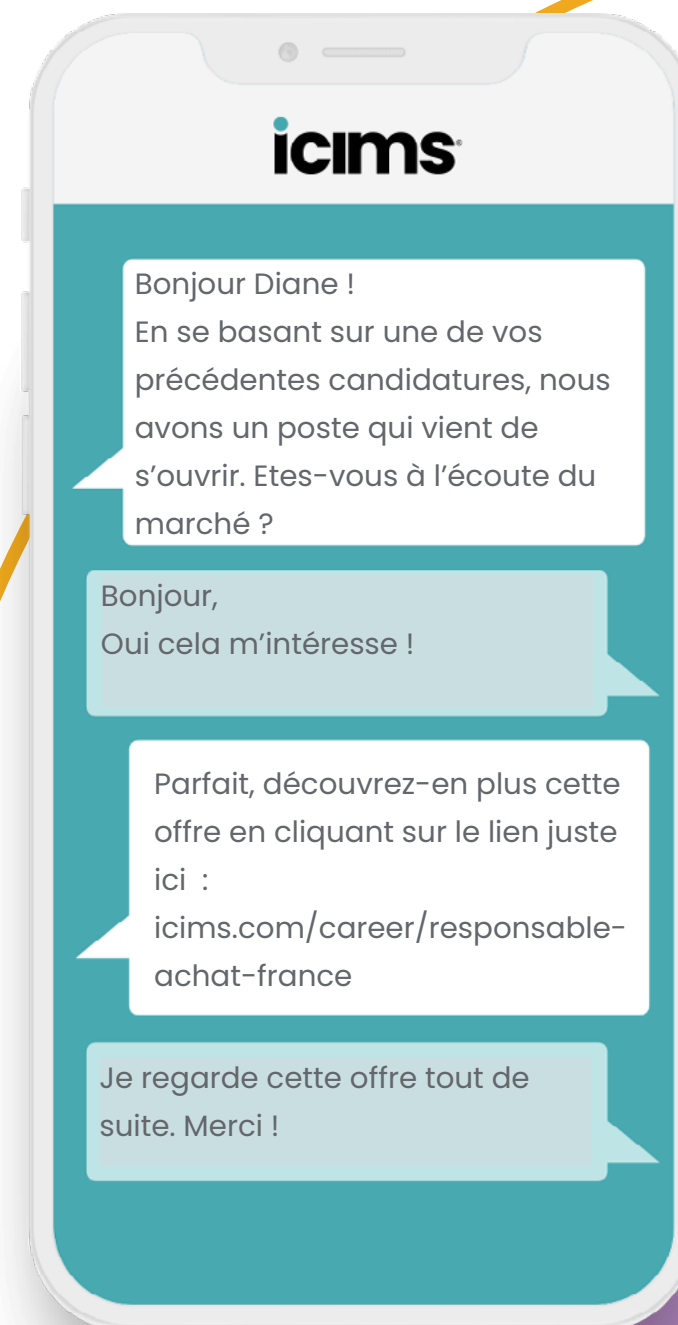 icims
Bonjour Diane !
En se basant sur une de vos
précédentes candidatures, nous
avons un poste qui vient de
s’ouvrir. Etes-vous à l’écoute du
marché ?
Bonjour,
Oui cela m’intéresse !
Parfait, découvrez-en plus cette
offre en cliquant sur le lien juste
ici  :
icims.com/career/responsable-
achat-france
Je regarde cette offre tout de
suite. Merci !